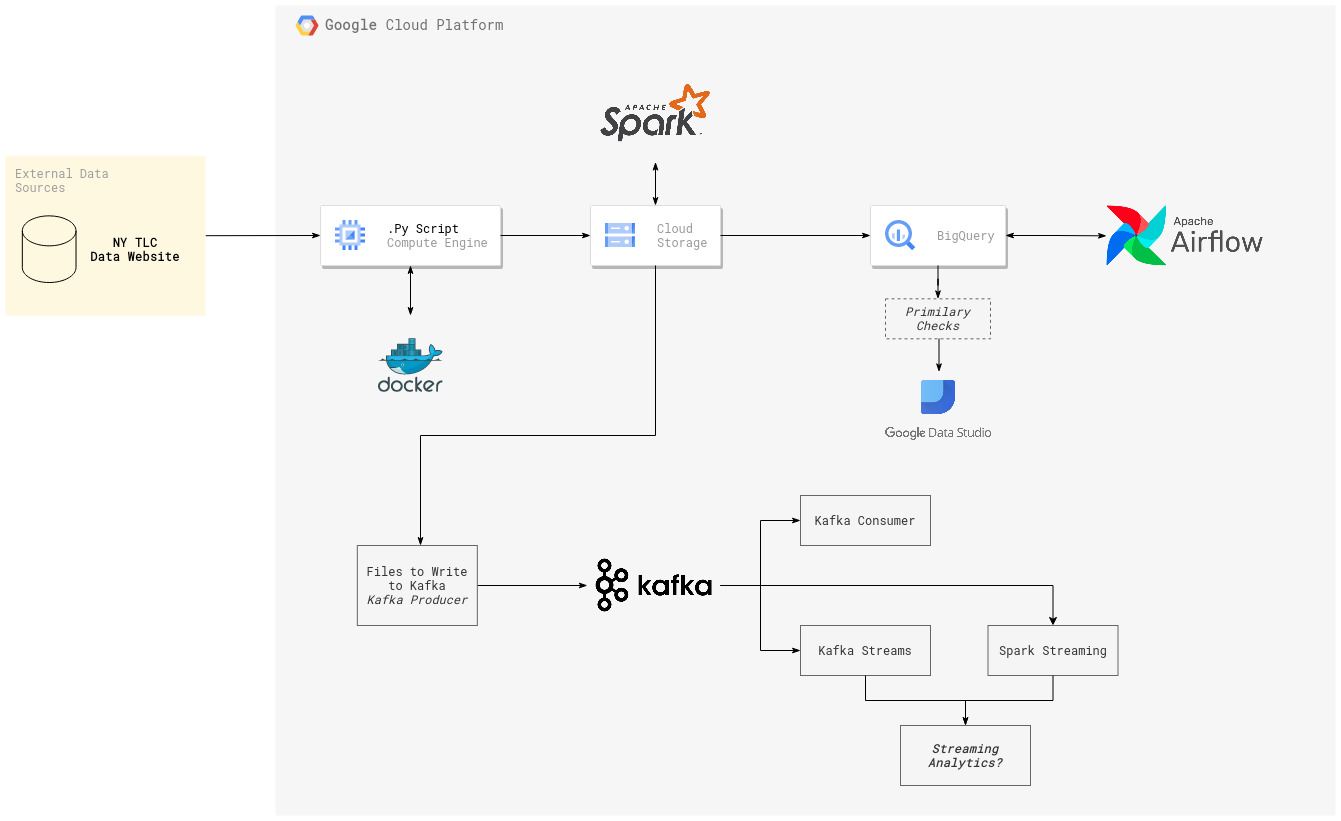 Google Cloud Platform
APACHE
Spark
External Data
Sources
NY TLC
Data Website
.Py Script
Compute Engine
Cloud
Storage
BigQuery
Apache
Airflow
Primilary
Checks
docker
Google Data Studio
Kafka Consumer
Files to Write
to Kafka
Kafka Producer
kafka
Kafka Streams
Spark Streaming
Streaming
Analytics?